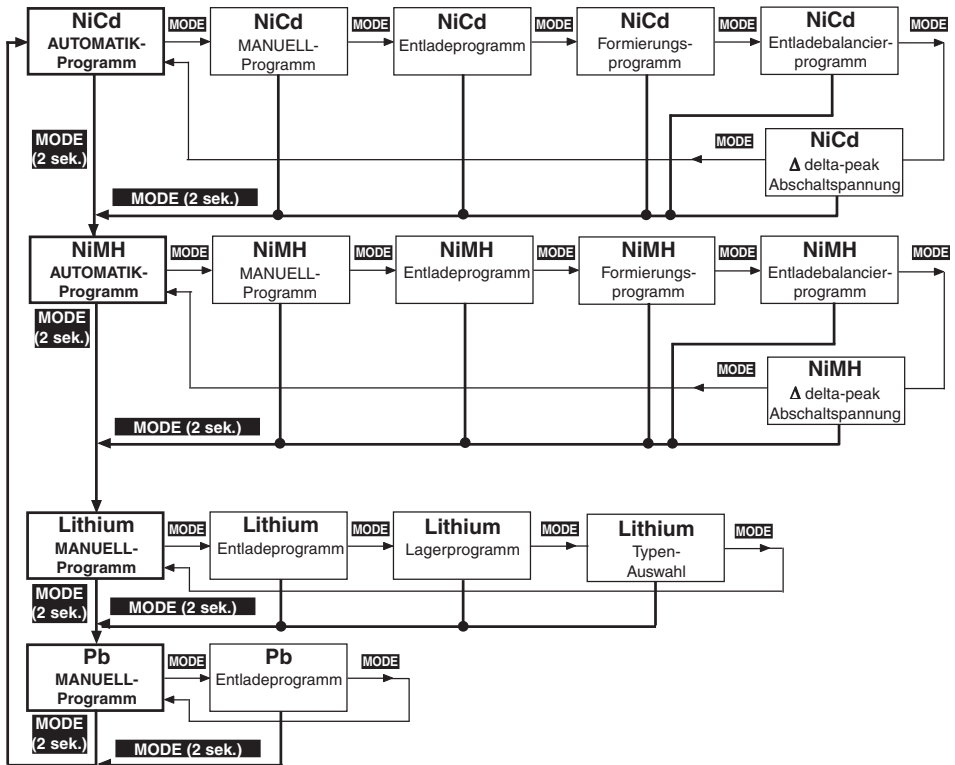 NiCd
AUTOMATIK-
Programm
MODE
NiCd
MANUELL-
Programm
MODE
NiCd
Entladeprogramm
MODE
NiCd
Formierungs-
programm
MODE
NiCd
Entladebalancier-
programm
MODE
MODE
(2 sek.)
MODE
NiCd
Δ delta-peak
Abschaltspannung
MODE (2 sek.)
NiMH
AUTOMATIK-
Programm
MODE
NiMH
MANUELL-
Programm
MODE
NiMH
Entladeprogramm
MODE
NiMH
Formierungs-
programm
MODE
NiMH
Entladebalancier-
programm
MODE
MODE
(2 sek.)
MODE
NiMH
Δ delta-peak
Abschaltspannung
MODE (2 sek.)
Lithium
MANUELL-
Programm
MODE
Lithium
Entladeprogramm
MODE
Lithium
Lagerprogramm
MODE
Lithium
Typen-
Auswahl
MODE
MODE
(2 sek.)
MODE (2 sek.)
Pb
MANUELL-
Programm
MODE
Pb
Entladeprogramm
MODE
MODE
(2 sek.)
MODE (2 sek.)